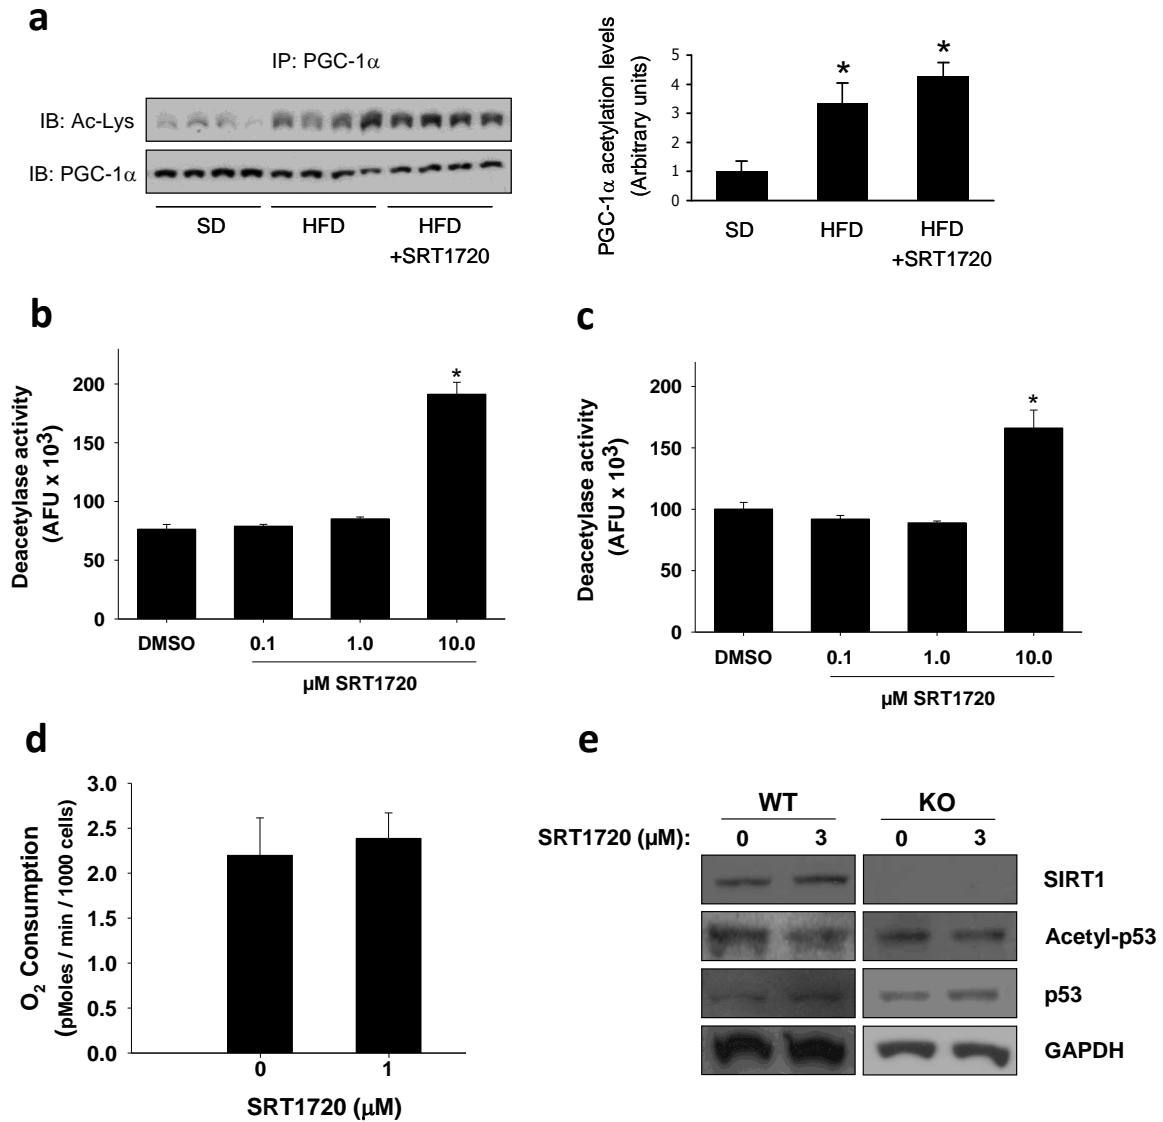 a
IP: PGC-1α
IB: Ac-Lys
IB: PGC-1α
SD
HFD
HFD
+SRT1720
PGC-1α acetylation levels
(Arbitrary units)
5
4
3
2
1
0
*
*
SD
HFD
HFD
+SRT1720
b
Deacetylase activity
(AFU x 10³)
200
150
100
50
0
*
DMSO
0.1
1.0
10.0
µM SRT1720
c
Deacetylase activity
(AFU x 10³)
200
150
100
50
0
*
DMSO
0.1
1.0
10.0
µM SRT1720
d
O₂ Consumption
(pMoles / min / 1000 cells)
3.0
2.5
2.0
1.5
1.0
0.5
0.0
0
1
SRT1720 (µM)
e
WT
KO
SRT1720 (µM):
0
3
0
3
SIRT1
Acetyl-p53
p53
GAPDH